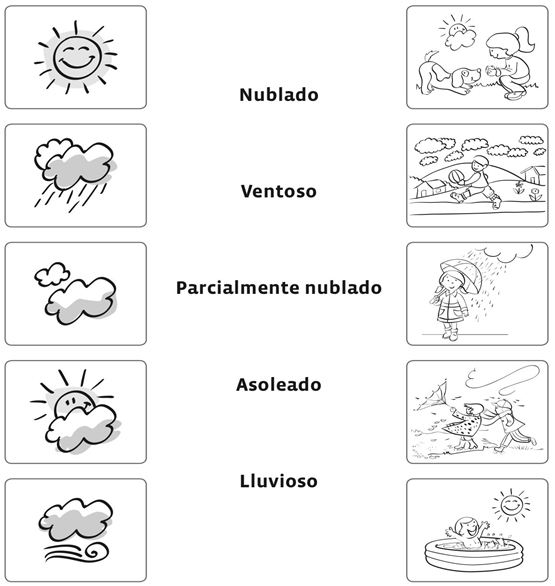 Nublado
Ventoso
Parcialmente nublado
Asoleado
Lluvioso